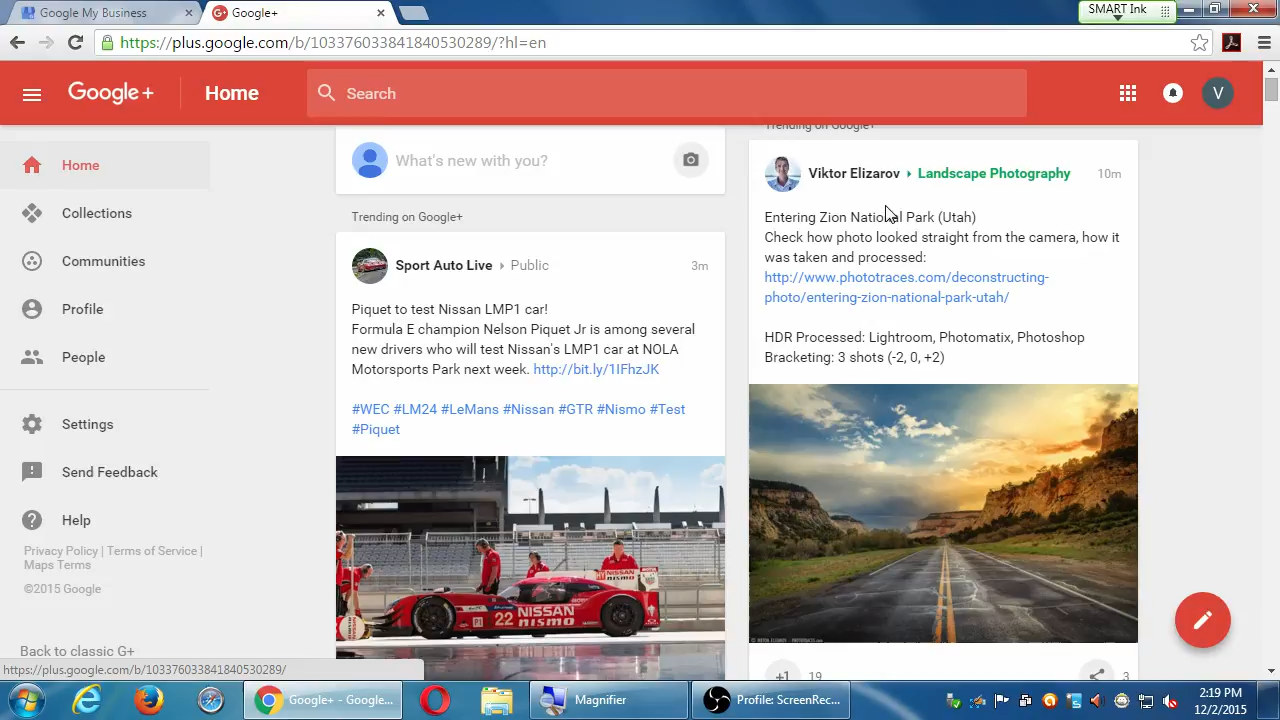 Google My Business
Google+
SMART Ink
https://plus.google.com/b/103376033841840530289/?hl=en
Google+
Home
Search
V
Home
Collections
Communities
Profile
People
Settings
Send Feedback
Help
Privacy Policy | Terms of Service |
Maps Terms
©2015 Google
Back to classic G+
https://plus.google.com/b/103376033841840530289/
What's new with you?
Trending on Google+
Sport Auto Live
Public
3m
Piquet to test Nissan LMP1 car!
Formula E champion Nelson Piquet Jr is among several
new drivers who will test Nissan's LMP1 car at NOLA
Motorsports Park next week. http://bit.ly/1IFhzJK
#WEC #LM24 #LeMans #Nissan #GTR #Nismo #Test
#Piquet
NISSAN
nismo
22 NISSAN
nismo
Trending on Google+
Viktor Elizarov
Landscape Photography
10m
Entering Zion National Park (Utah)
Check how photo looked straight from the camera, how it
was taken and processed:
http://www.phototraces.com/deconstructing-
photo/entering-zion-national-park-utah/
HDR Processed: Lightroom, Photomatix, Photoshop
Bracketing: 3 shots (-2, 0, +2)
+1
19
3
Google+ - Google...
Magnifier
Profile: ScreenRec...
2:19 PM
12/2/2015